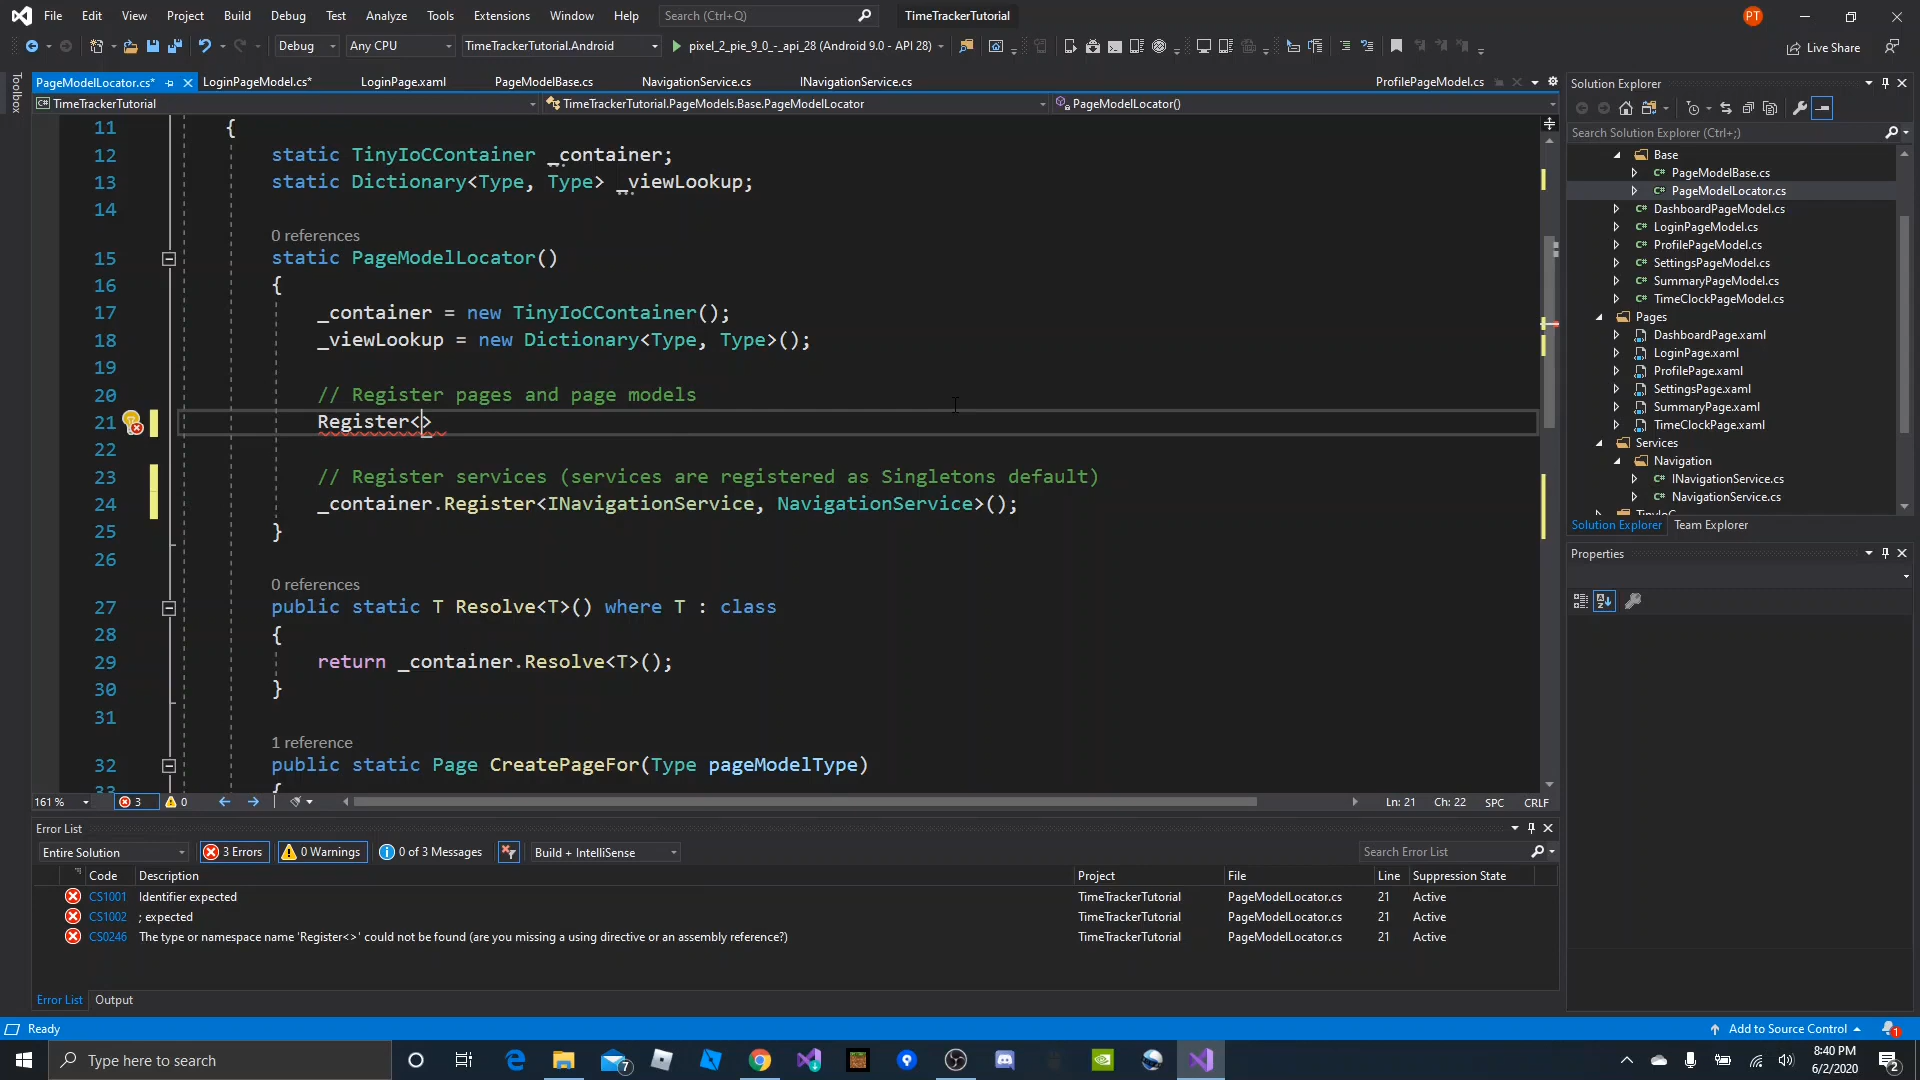 File Edit View Project Build Debug Test Analyze Tools Extensions Window Help Search (Ctrl+Q) TimeTrackerTutorial PT
Debug Any CPU TimeTrackerTutorial.Android pixel_2_pie_9_0_-_api_28 (Android 9.0 - API 28) Live Share
Toolbox
PageModelLocator.cs* LoginPageModel.cs* LoginPage.xaml PageModelBase.cs NavigationService.cs INavigationService.cs ProfilePageModel.cs
TimeTrackerTutorial TimeTrackerTutorial.PageModels.Base.PageModelLocator PageModelLocator()
11 {
12 static TinyIoCContainer _container;
13 static Dictionary<Type, Type> _viewLookup;
14
0 references
15 static PageModelLocator()
16 {
17 _container = new TinyIoCContainer();
18 _viewLookup = new Dictionary<Type, Type>();
19
20 // Register pages and page models
21 Register<>
22
23 // Register services (services are registered as Singletons default)
24 _container.Register<INavigationService, NavigationService>();
25 }
26
0 references
27 public static T Resolve<T>() where T : class
28 {
29 return _container.Resolve<T>();
30 }
31
1 reference
32 public static Page CreatePageFor(Type pageModelType)
33 {
161 % 3 0 Ln: 21 Ch: 22 SPC CRLF
Error List
Entire Solution 3 Errors 0 Warnings 0 of 3 Messages Build + IntelliSense Search Error List
Code Description Project File Line Suppression State
CS1001 Identifier expected TimeTrackerTutorial PageModelLocator.cs 21 Active
CS1002 ; expected TimeTrackerTutorial PageModelLocator.cs 21 Active
CS0246 The type or namespace name 'Register<>' could not be found (are you missing a using directive or an assembly reference?) TimeTrackerTutorial PageModelLocator.cs 21 Active
Error List Output
Solution Explorer
Search Solution Explorer (Ctrl+;)
Base
C# PageModelBase.cs
C# PageModelLocator.cs
C# DashboardPageModel.cs
C# LoginPageModel.cs
C# ProfilePageModel.cs
C# SettingsPageModel.cs
C# SummaryPageModel.cs
C# TimeClockPageModel.cs
Pages
DashboardPage.xaml
LoginPage.xaml
ProfilePage.xaml
SettingsPage.xaml
SummaryPage.xaml
TimeClockPage.xaml
Services
Navigation
C# INavigationService.cs
C# NavigationService.cs
TinyIoC
Solution Explorer Team Explorer
Properties
Ready Add to Source Control 1
Type here to search 7 8:40 PM
6/2/2020 2